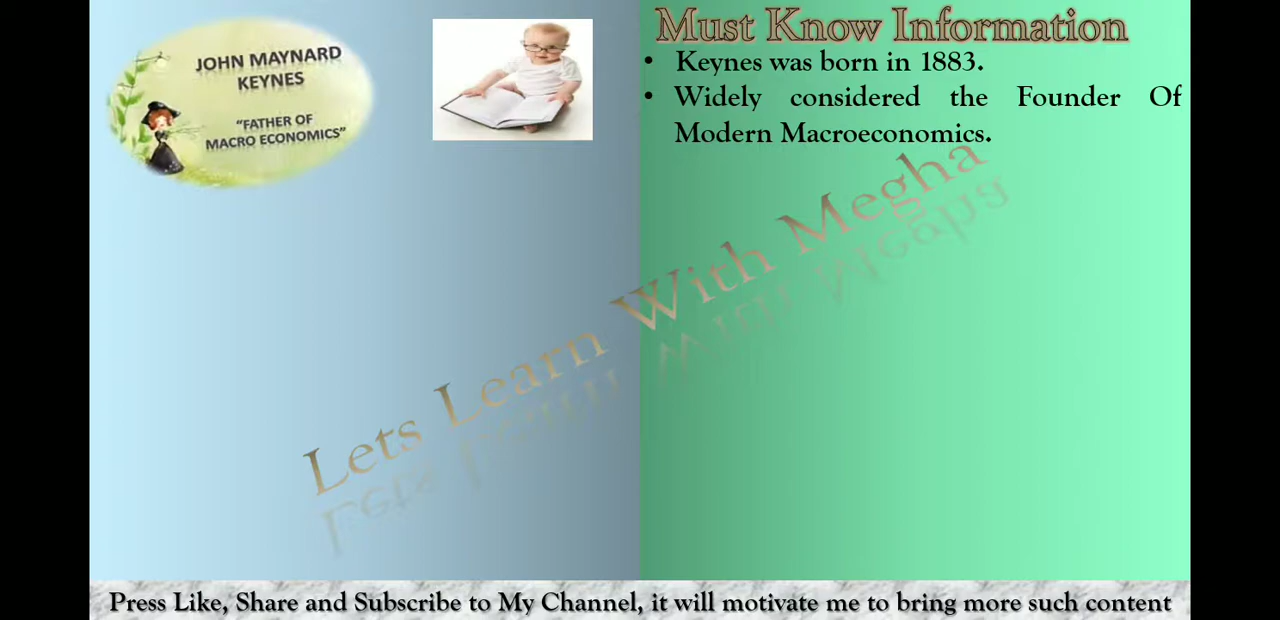 JOHN MAYNARD
KEYNES
“FATHER OF
MACRO ECONOMICS”
Must Know Information
• Keynes was born in 1883.
• Widely considered the Founder Of
Modern Macroeconomics.
Lets Learn With Megha
Press Like, Share and Subscribe to My Channel, it will motivate me to bring more such content